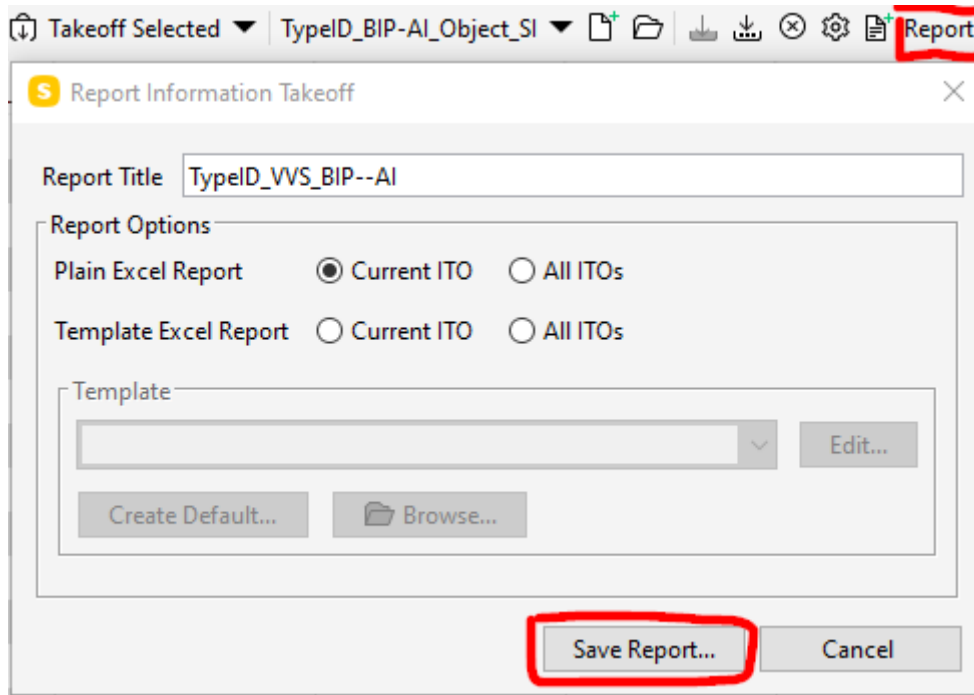 Takeoff Selected TypeID_BIP-AI_Object_SI Report
S Report Information Takeoff
Report Title TypeID_VVS_BIP--AI
Report Options
Plain Excel Report Current ITO All ITOs
Template Excel Report Current ITO All ITOs
Template
Edit...
Create Default... Browse...
Save Report... Cancel